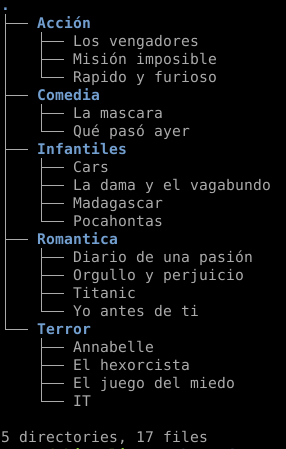 .
├── Acción
│   ├── Los vengadores
│   ├── Misión imposible
│   └── Rapido y furioso
├── Comedia
│   ├── La mascara
│   └── Qué pasó ayer
├── Infantiles
│   ├── Cars
│   ├── La dama y el vagabundo
│   ├── Madagascar
│   └── Pocahontas
├── Romantica
│   ├── Diario de una pasión
│   ├── Orgullo y perjuicio
│   ├── Titanic
│   └── Yo antes de ti
└── Terror
    ├── Annabelle
    ├── El hexorcista
    ├── El juego del miedo
    └── IT

5 directories, 17 files